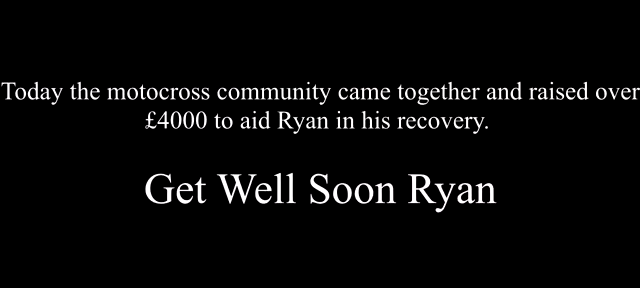 Today the motocross community came together and raised over
£4000 to aid Ryan in his recovery.
Get Well Soon Ryan